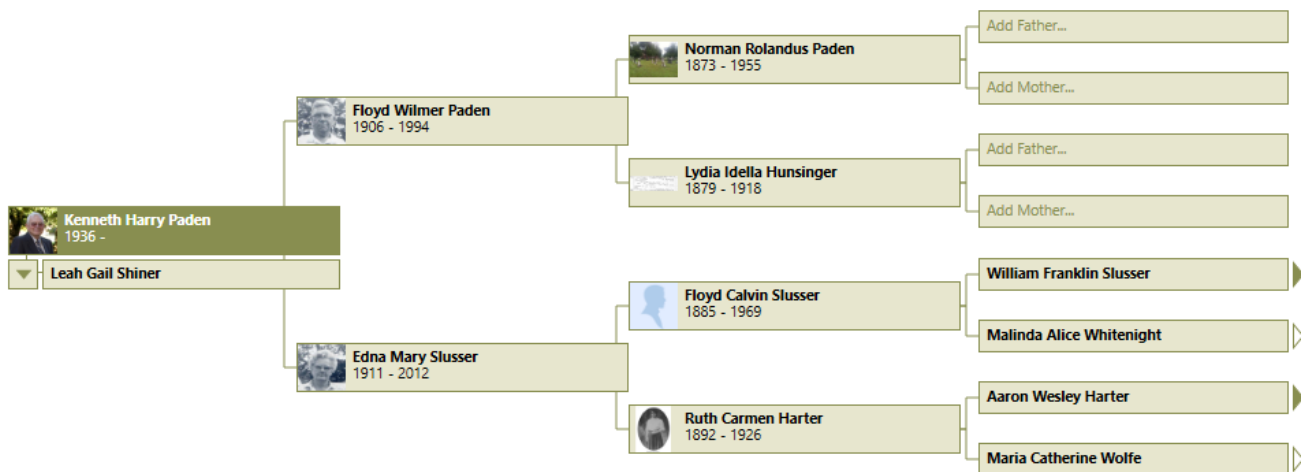 Kenneth Harry Paden
1936 -
Leah Gail Shiner
Floyd Wilmer Paden
1906 - 1994
Edna Mary Slusser
1911 - 2012
Norman Rolandus Paden
1873 - 1955
Lydia Idella Hunsinger
1879 - 1918
Floyd Calvin Slusser
1885 - 1969
Ruth Carmen Harter
1892 - 1926
Add Father...
Add Mother...
Add Father...
Add Mother...
William Franklin Slusser
Malinda Alice Whitenight
Aaron Wesley Harter
Maria Catherine Wolfe